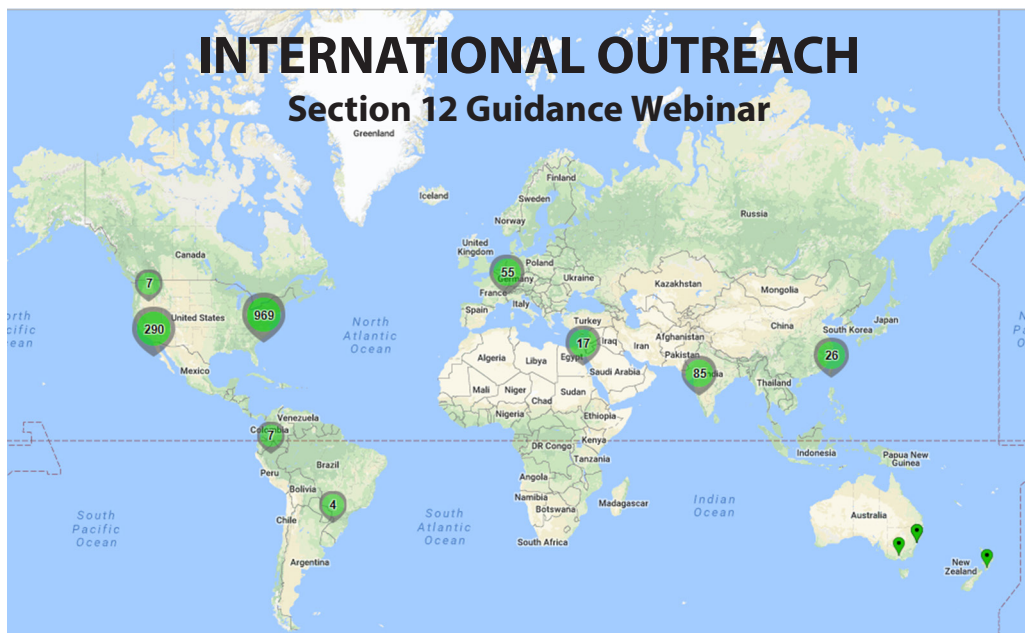 INTERNATIONAL OUTREACH
Section 12 Guidance Webinar
Greenland
Iceland
Finland
Sweden
Norway
Russia
United
Kingdom
Canada
Poland
55
Germany
Ukraine
France
Kazakhstan
Mongolia
7
Italy
Spain
969
United States
290
North
Atlantic
Ocean
Turkey
China
Japan
South Korea
17
Iraq
Iran
Afghanistan
Pakistan
26
Mexico
Algeria
Libya
Egypt
Saudi Arabia
85
India
Mali
Niger
Sudan
Chad
Thailand
Venezuela
Nigeria
Ethiopia
Colombia
7
DR Congo
Kenya
Tanzania
Indonesia
Papua New
Guinea
Peru
Brazil
Angola
Bolivia
4
Namibia
Botswana
Madagascar
Indian
Ocean
Chile
South
Pacific
Ocean
South
Atlantic
Ocean
Australia
South Africa
Argentina
New
Zealand